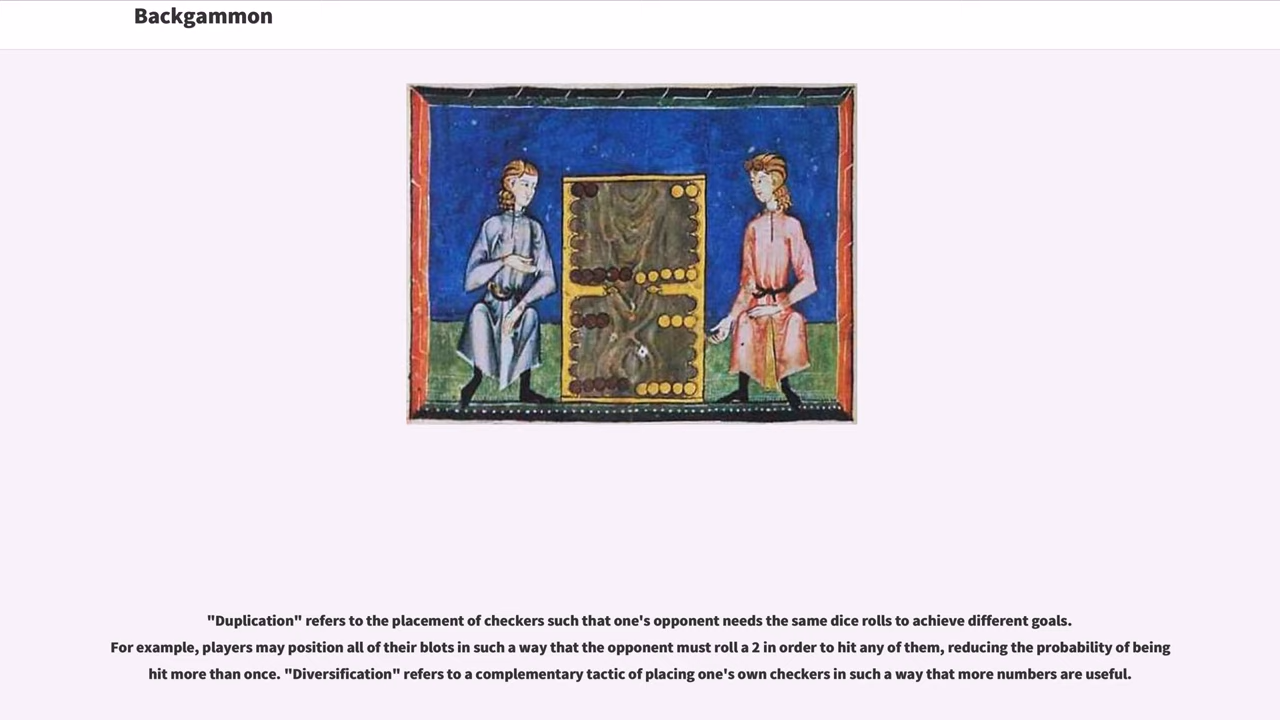 Backgammon
"Duplication" refers to the placement of checkers such that one's opponent needs the same dice rolls to achieve different goals.
For example, players may position all of their blots in such a way that the opponent must roll a 2 in order to hit any of them, reducing the probability of being
hit more than once. "Diversification" refers to a complementary tactic of placing one's own checkers in such a way that more numbers are useful.